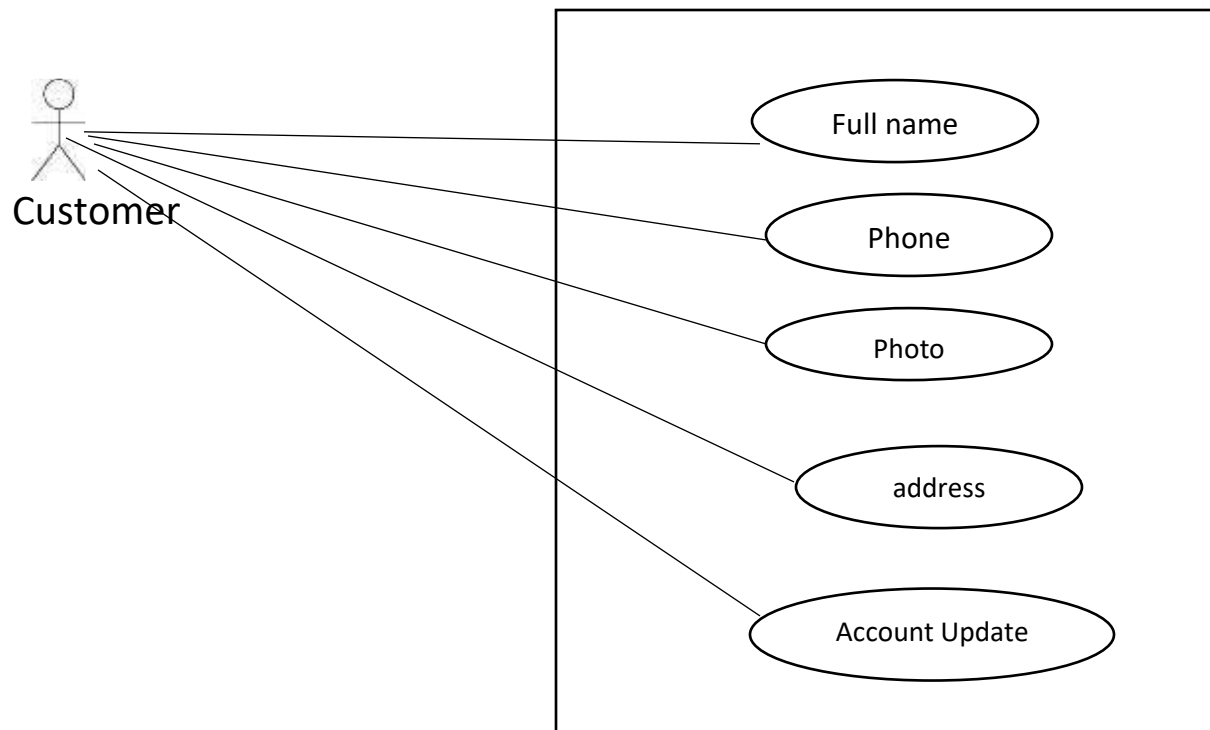 Customer
Full name
Phone
Photo
address
Account Update